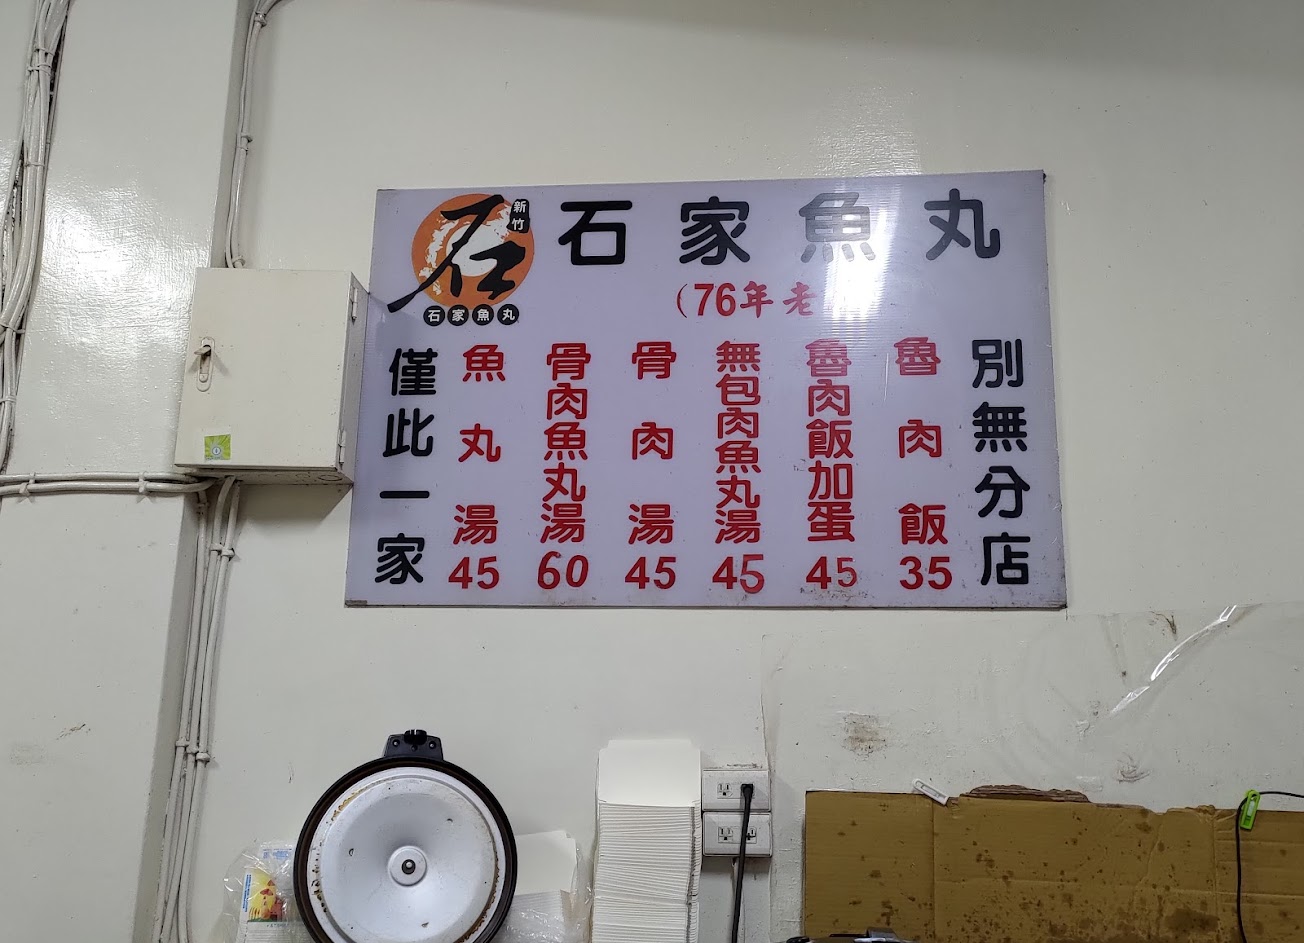 新竹
石
石家魚丸
石家魚丸
(76年老
別無分店
魯肉飯 35
魯肉飯加蛋 45
無包肉魚丸湯 45
骨肉湯 45
骨肉魚丸湯 60
魚丸湯 45
僅此一家